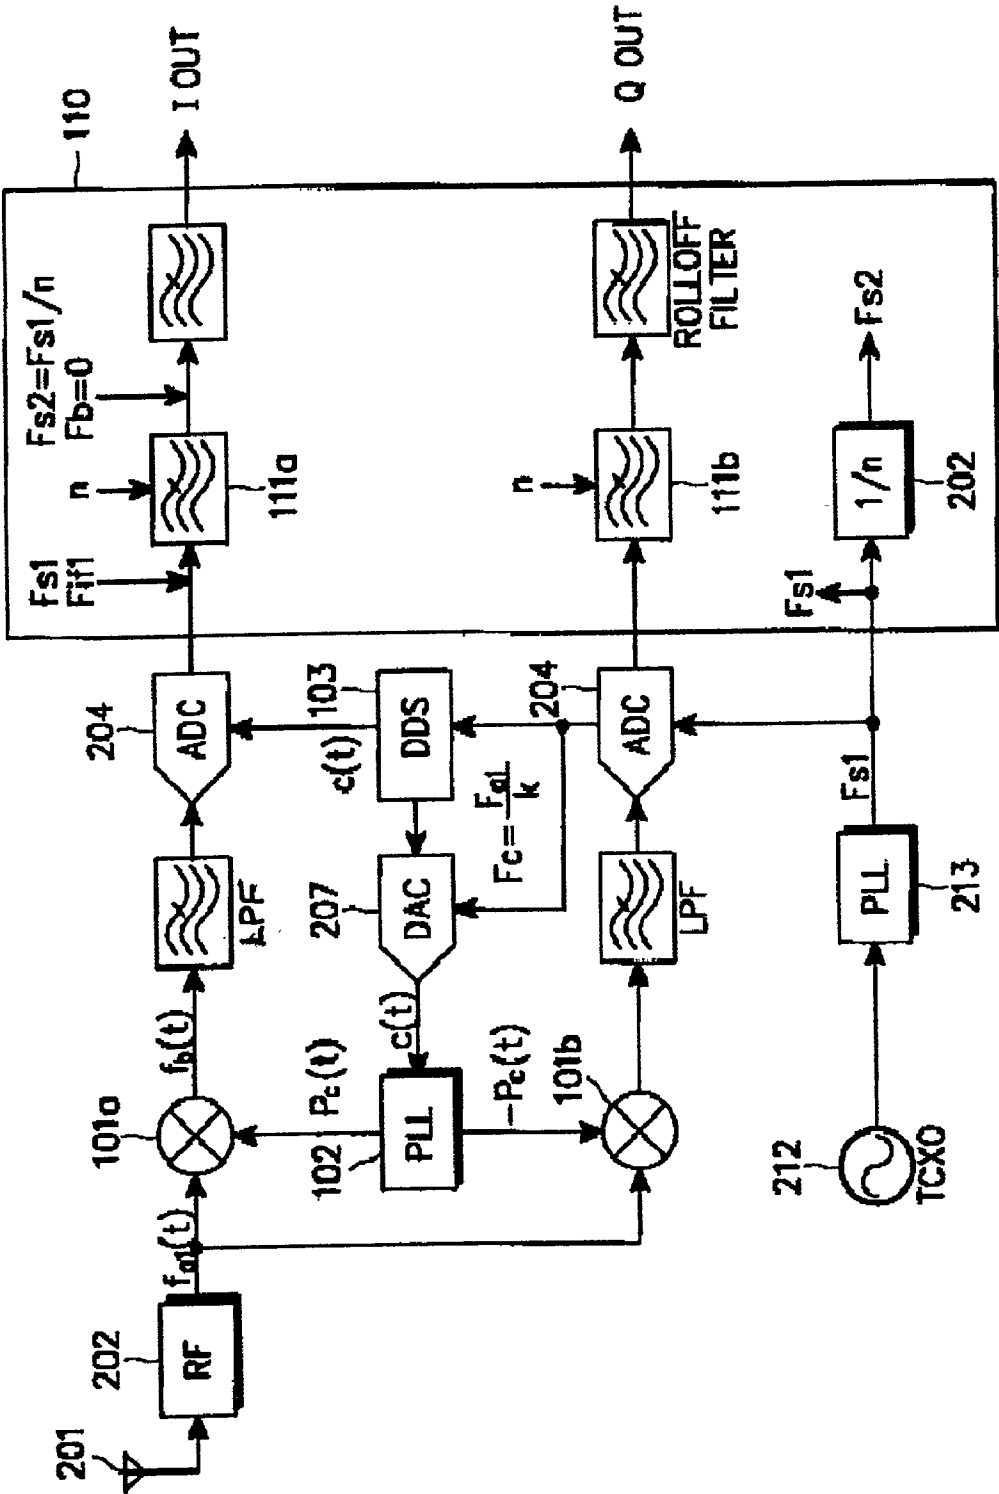 201
202
RF
fa1(t)
101a
fb(t)
LPF
204
ADC
Fs1
Fif1
n
111a
Fs2=Fs1/n
Fb=0
110
I OUT
102
PLL
Pc(t)
-Pc(t)
c(t)
207
DAC
103
DDS
c(t)
Fc=Fa1/k
101b
LPF
204
ADC
n
111b
ROLLOFF
FILTER
Q OUT
212
TCXO
213
PLL
Fs1
Fs1
1/n
202
Fs2